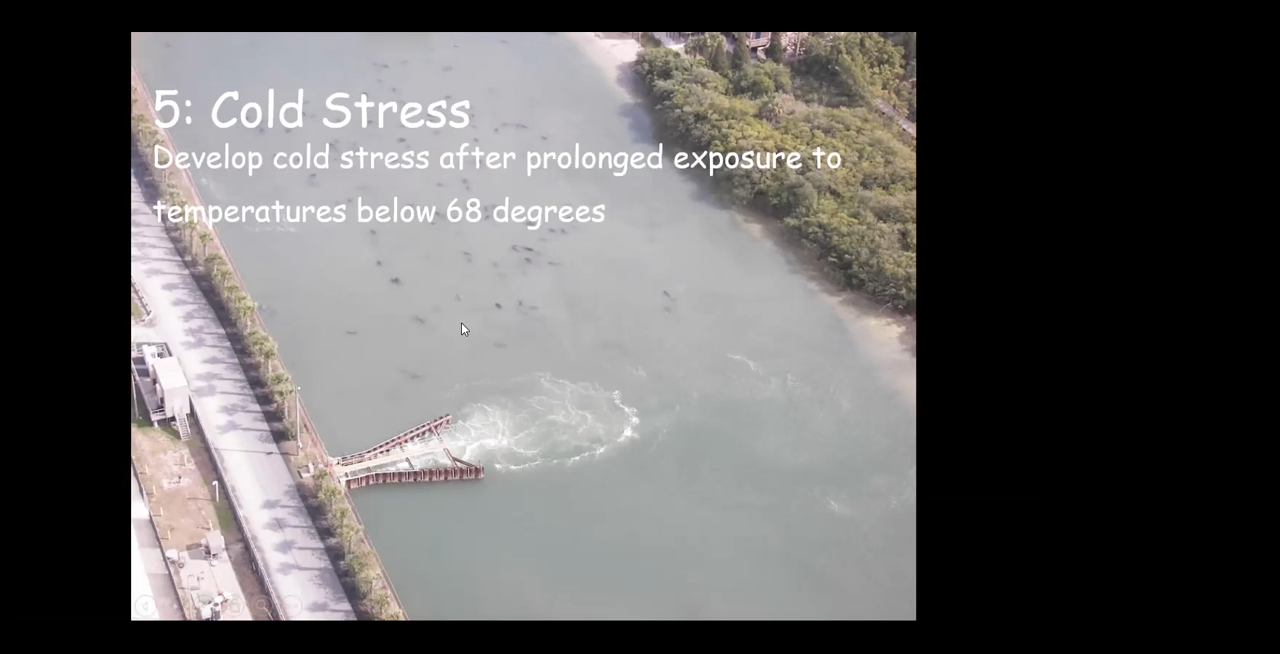 5: Cold Stress
Develop cold stress after prolonged exposure to
temperatures below 68 degrees